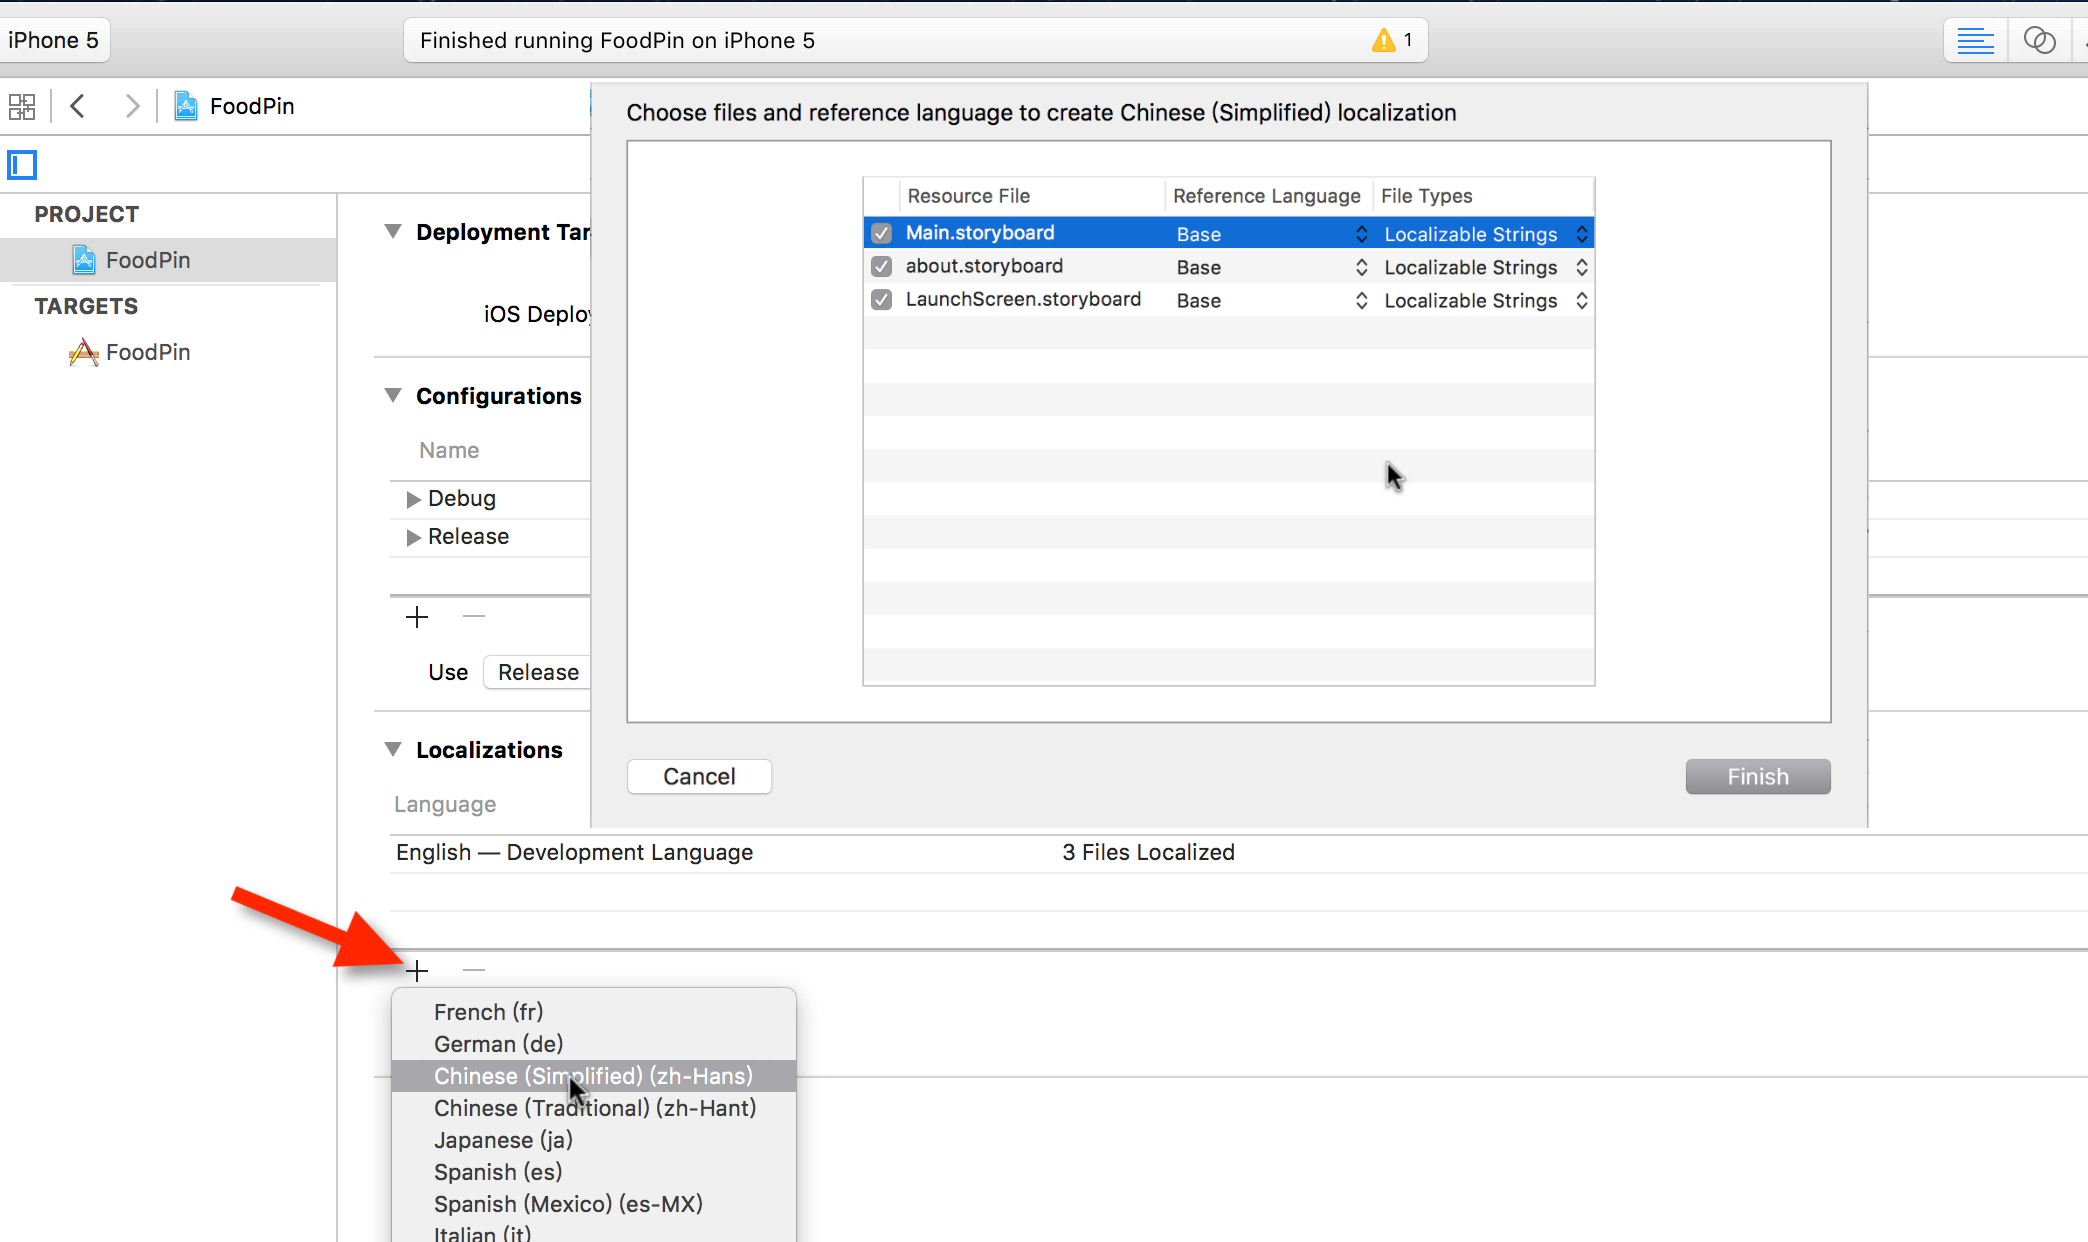 iPhone 5
Finished running FoodPin on iPhone 5
1
FoodPin
PROJECT
FoodPin
TARGETS
FoodPin
Deployment Tar
iOS Deploy
Configurations
Name
Debug
Release
Use Release
Localizations
Language
English — Development Language 3 Files Localized
Choose files and reference language to create Chinese (Simplified) localization
Resource File Reference Language File Types
Main.storyboard Base Localizable Strings
about.storyboard Base Localizable Strings
LaunchScreen.storyboard Base Localizable Strings
Cancel Finish
French (fr)
German (de)
Chinese (Simplified) (zh-Hans)
Chinese (Traditional) (zh-Hant)
Japanese (ja)
Spanish (es)
Spanish (Mexico) (es-MX)
Italian (it)